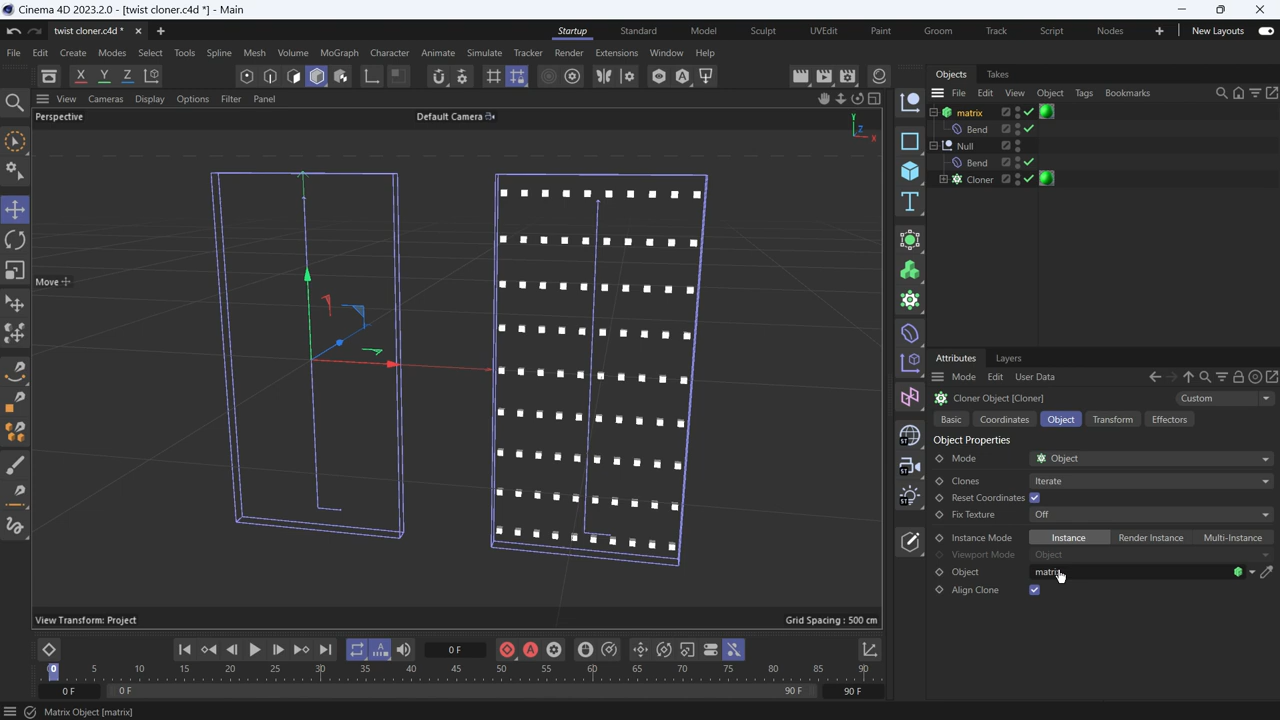 Cinema 4D 2023.2.0 - [twist cloner.c4d *] - Main
twist cloner.c4d *
Startup Standard Model Sculpt UVEdit Paint Groom Track Script Nodes New Layouts
File Edit Create Modes Select Tools Spline Mesh Volume MoGraph Character Animate Simulate Tracker Render Extensions Window Help
X Y Z
Objects Takes
File Edit View Object Tags Bookmarks
View Cameras Display Options Filter Panel
Perspective Default Camera
Y
Z
X
matrix
Bend
Null
Bend
Cloner
Move
Attributes Layers
Mode Edit User Data
Cloner Object [Cloner] Custom
Basic Coordinates Object Transform Effectors
Object Properties
Mode Object
Clones Iterate
Reset Coordinates
Fix Texture Off
Instance Mode Instance Render Instance Multi-Instance
Viewport Mode Object
Object matrix
Align Clone
T
ST
ST
ST
View Transform: Project Grid Spacing : 500 cm
0 F
0 5 10 15 20 25 30 35 40 45 50 55 60 65 70 75 80 85 90
0 F 0 F 90 F 90 F
Matrix Object [matrix]